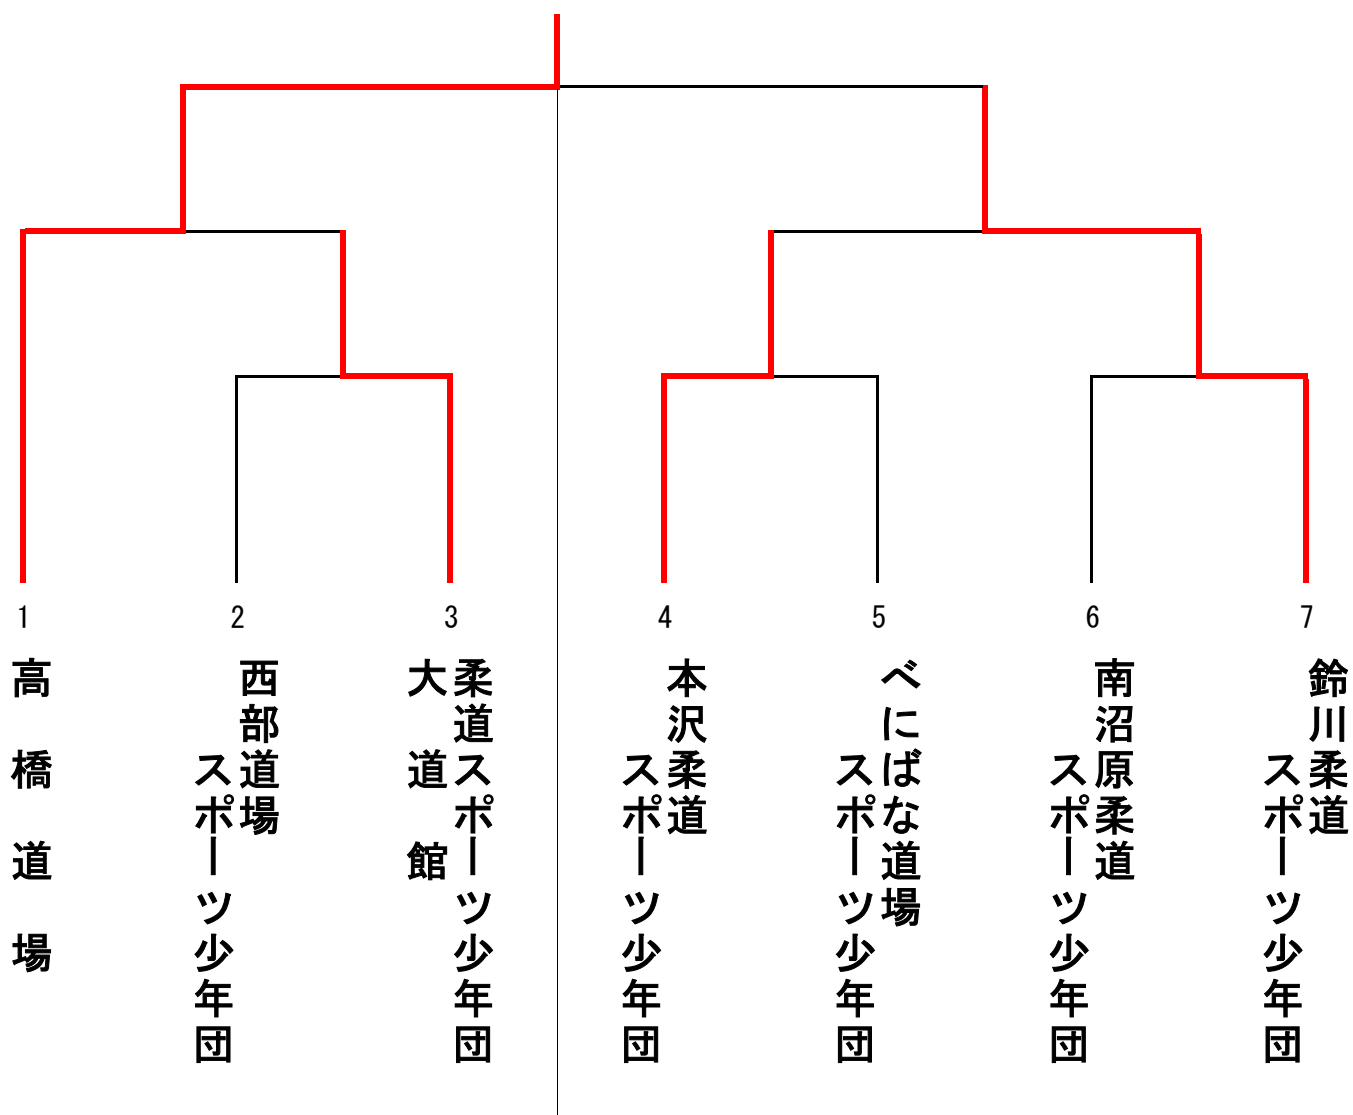 1
高橋道場
2
西部道場
スポーツ少年団
3
柔道スポーツ少年団
大道館
4
本沢柔道
スポーツ少年団
5
べにばな道場
スポーツ少年団
6
南沼原柔道
スポーツ少年団
7
鈴川柔道
スポーツ少年団